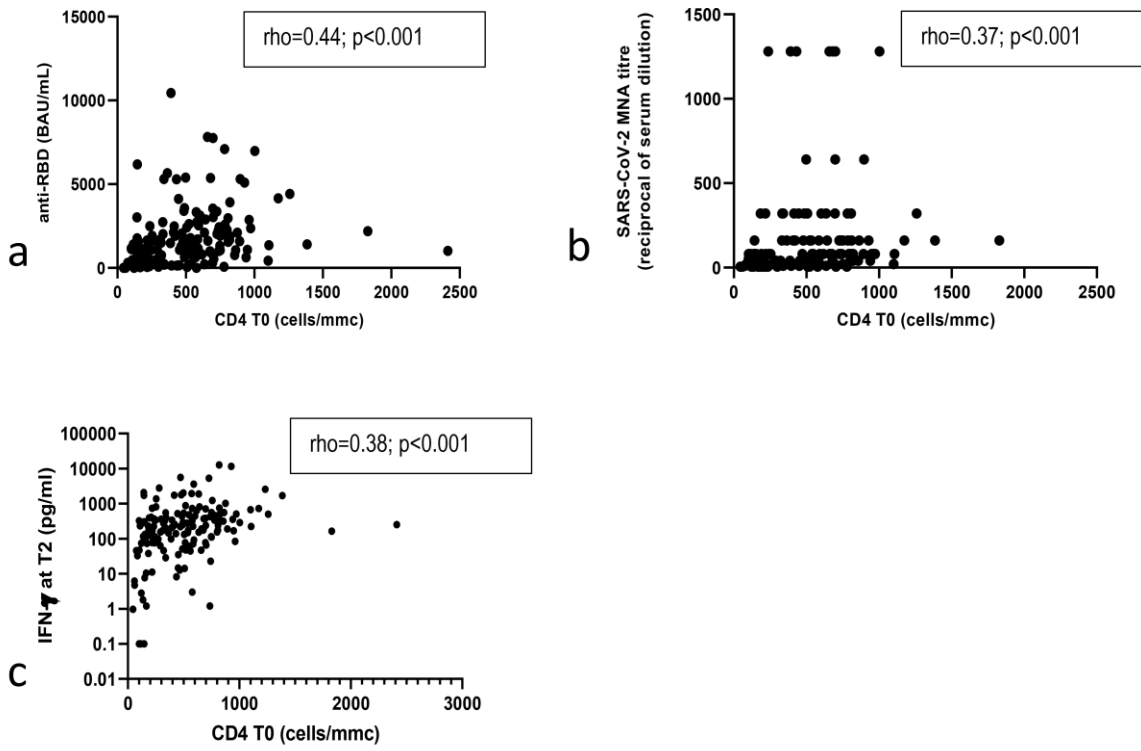 rho=0.44; p<0.001
15000
10000
5000
0
anti-RBD (BAU/mL)
0 500 1000 1500 2000 2500
CD4 T0 (cells/mmc)
a
rho=0.37; p<0.001
1500
1000
500
0
SARS-CoV-2 MNA titre
(reciprocal of serum dilution)
0 500 1000 1500 2000 2500
CD4 T0 (cells/mmc)
b
rho=0.38; p<0.001
100000
10000
1000
100
10
1
0.1
0.01
IFN-γ at T2 (pg/ml)
0 1000 2000 3000
CD4 T0 (cells/mmc)
c